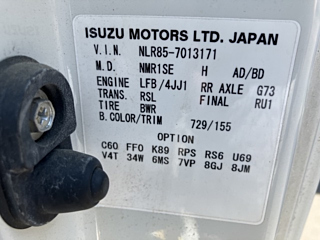 ISUZU MOTORS LTD. JAPAN
V.I.N. NLR85-7013171
M.D. NMR1SE H AD/BD
ENGINE LFB/4JJ1 RR AXLE G73
TRANS. RSL FINAL RU1
TIRE BWR
B.COLOR/TRIM 729/155
OPTION
C60 FF0 K89 RPS RS6 U69
V4T 34W 6MS 7VP 8GJ 8JM